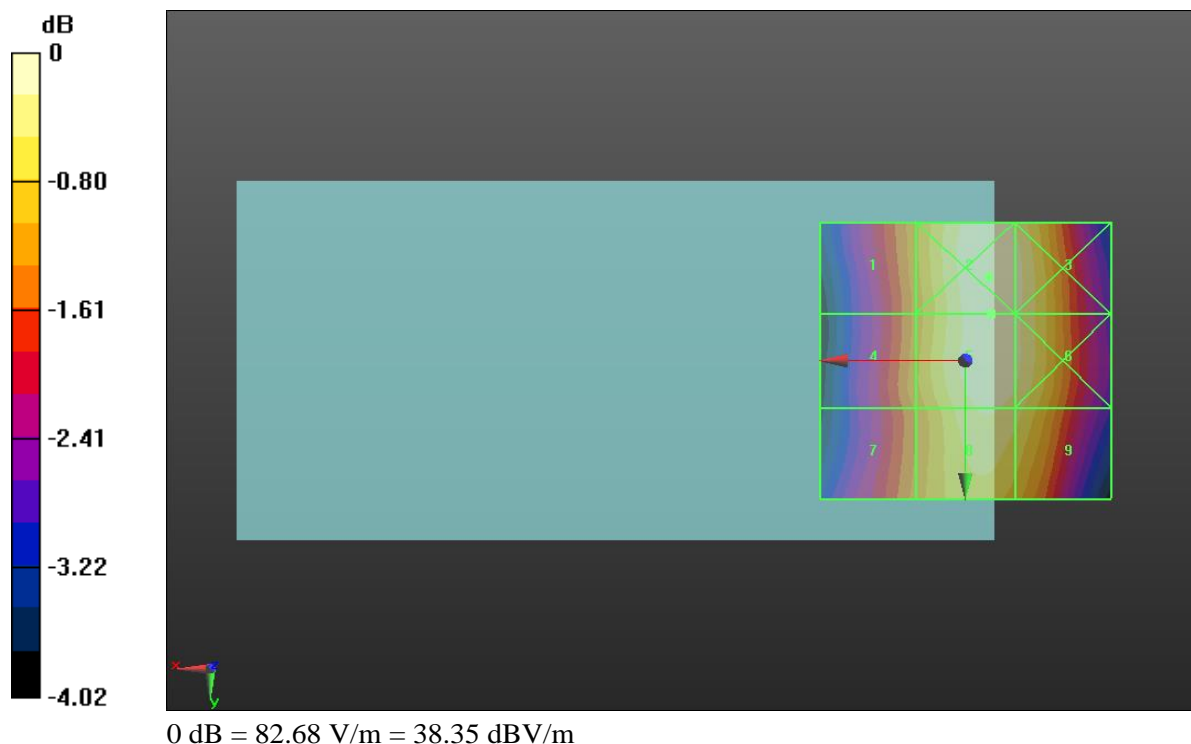 dB
0
-0.80
-1.61
-2.41
-3.22
-4.02
1 2 3
4 5 6
7 8 9
x z
y
0 dB = 82.68 V/m = 38.35 dBV/m